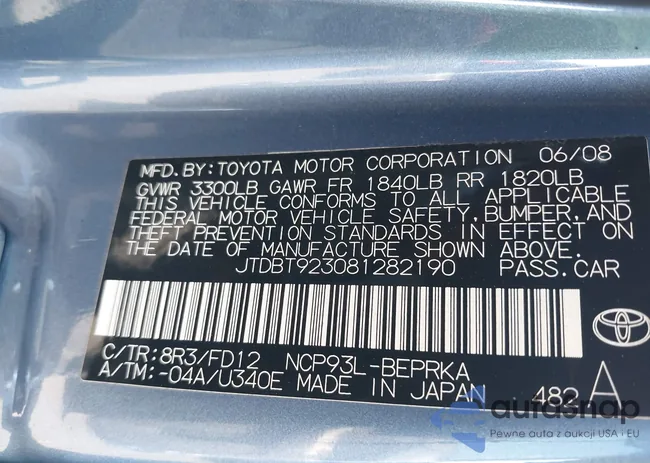 MFD.BY:TOYOTA MOTOR CORPORATION 06/08
GVWR 3300LB GAWR FR 1840LB RR 1820LB
THIS VEHICLE CONFORMS TO ALL APPLICABLE
FEDERAL MOTOR VEHICLE SAFETY,BUMPER,AND
THEFT PREVENTION STANDARDS IN EFFECT ON
THE DATE OF MANUFACTURE SHOWN ABOVE.
JTDBT923081282190 PASS.CAR
C/TR:8R3/FD12 NCP93L-BEPRKA
A/TM:-04A/U340E MADE IN JAPAN 482 A
autosnap
Pewne auta z aukcji USA i EU